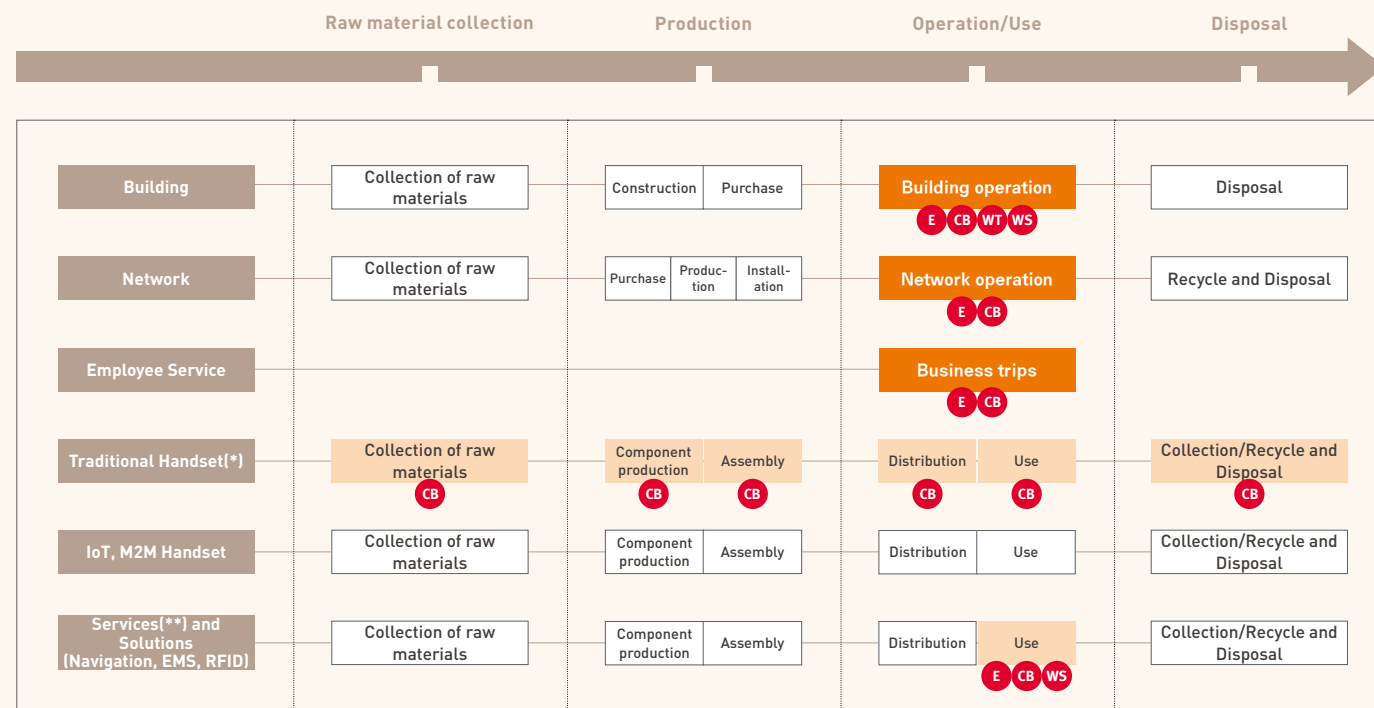 Raw material collection
Production
Operation/Use
Disposal
Building
Collection of raw
materials
Construction
Purchase
Building operation
E
CB
WT
WS
Disposal
Network
Collection of raw
materials
Purchase
Produc-
tion
Install-
ation
Network operation
E
CB
Recycle and Disposal
Employee Service
Business trips
E
CB
Traditional Handset(*)
Collection of raw
materials
CB
Component
production
CB
Assembly
CB
Distribution
CB
Use
CB
Collection/Recycle and
Disposal
CB
IoT, M2M Handset
Collection of raw
materials
Component
production
Assembly
Distribution
Use
Collection/Recycle and
Disposal
Services(**) and
Solutions
(Navigation, EMS, RFID)
Collection of raw
materials
Component
production
Assembly
Distribution
Use
E
CB
WS
Collection/Recycle and
Disposal